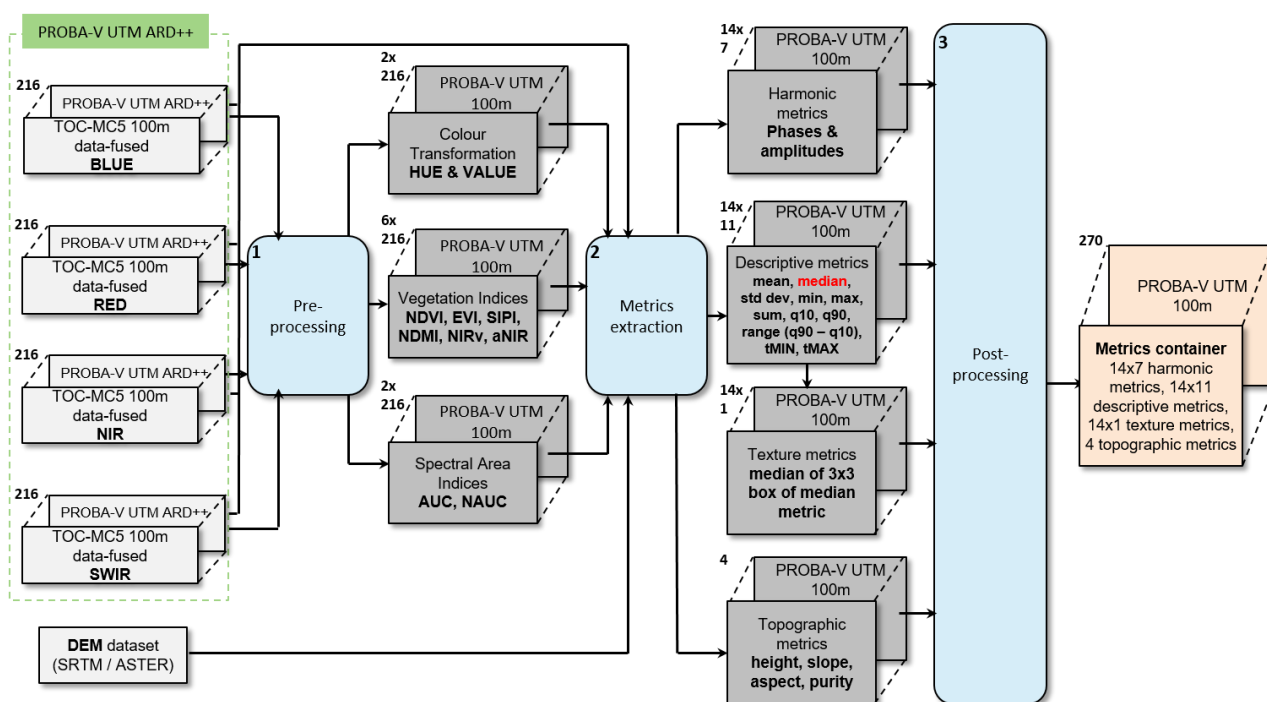 PROBA-V UTM ARD++
216
PROBA-V UTM ARD++
TOC-MC5 100m
data-fused
BLUE
216
PROBA-V UTM ARD++
TOC-MC5 100m
data-fused
RED
216
PROBA-V UTM ARD++
TOC-MC5 100m
data-fused
NIR
216
PROBA-V UTM ARD++
TOC-MC5 100m
data-fused
SWIR
DEM dataset
(SRTM / ASTER)
1
Pre-
processing
2x
216
PROBA-V UTM
100m
Colour
Transformation
HUE & VALUE
6x
216
PROBA-V UTM
100m
Vegetation Indices
NDVI, EVI, SIPI,
NDMI, NIRv, aNIR
2x
216
PROBA-V UTM
100m
Spectral Area
Indices
AUC, NAUC
2
Metrics
extraction
14x
7
PROBA-V UTM
100m
Harmonic
metrics
Phases &
amplitudes
14x
11
PROBA-V UTM
100m
Descriptive metrics
mean, median,
std dev, min, max,
sum, q10, q90,
range (q90 – q10),
tMIN, tMAX
14x
1
PROBA-V UTM
100m
Texture metrics
median of 3x3
box of median
metric
4
PROBA-V UTM
100m
Topographic
metrics
height, slope,
aspect, purity
3
Post-
processing
270
PROBA-V UTM
100m
Metrics container
14x7 harmonic
metrics, 14x11
descriptive metrics,
14x1 texture metrics,
4 topographic metrics